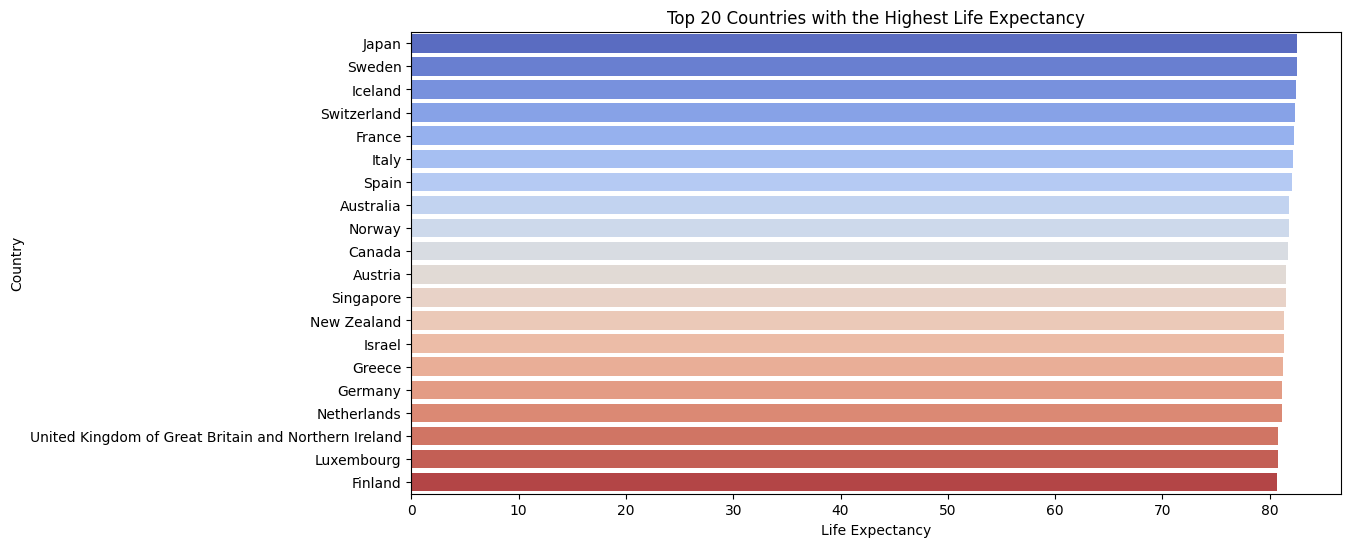 Top 20 Countries with the Highest Life Expectancy
Country
Japan
Sweden
Iceland
Switzerland
France
Italy
Spain
Australia
Norway
Canada
Austria
Singapore
New Zealand
Israel
Greece
Germany
Netherlands
United Kingdom of Great Britain and Northern Ireland
Luxembourg
Finland
0 10 20 30 40 50 60 70 80
Life Expectancy